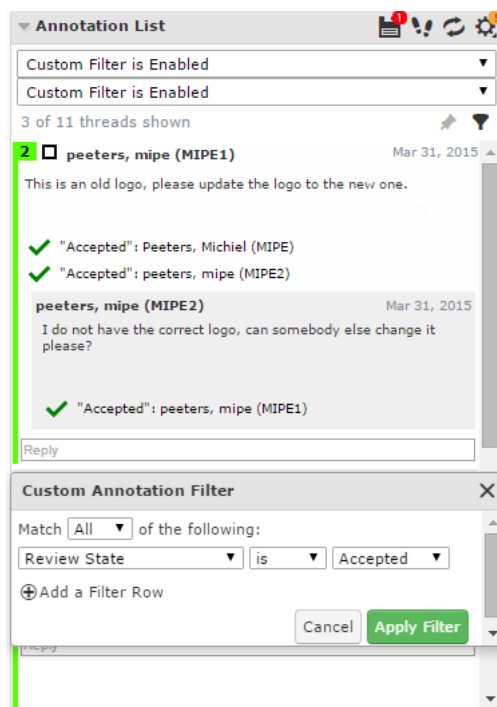 Annotation List
1
Custom Filter is Enabled
Custom Filter is Enabled
3 of 11 threads shown
2 peeters, mipe (MIPE1) Mar 31, 2015
This is an old logo, please update the logo to the new one.
"Accepted": Peeters, Michiel (MIPE)
"Accepted": peeters, mipe (MIPE2)
peeters, mipe (MIPE2) Mar 31, 2015
I do not have the correct logo, can somebody else change it
please?
"Accepted": peeters, mipe (MIPE1)
Reply
Custom Annotation Filter
Match All of the following:
Review State is Accepted
Add a Filter Row
Cancel Apply Filter
Reply